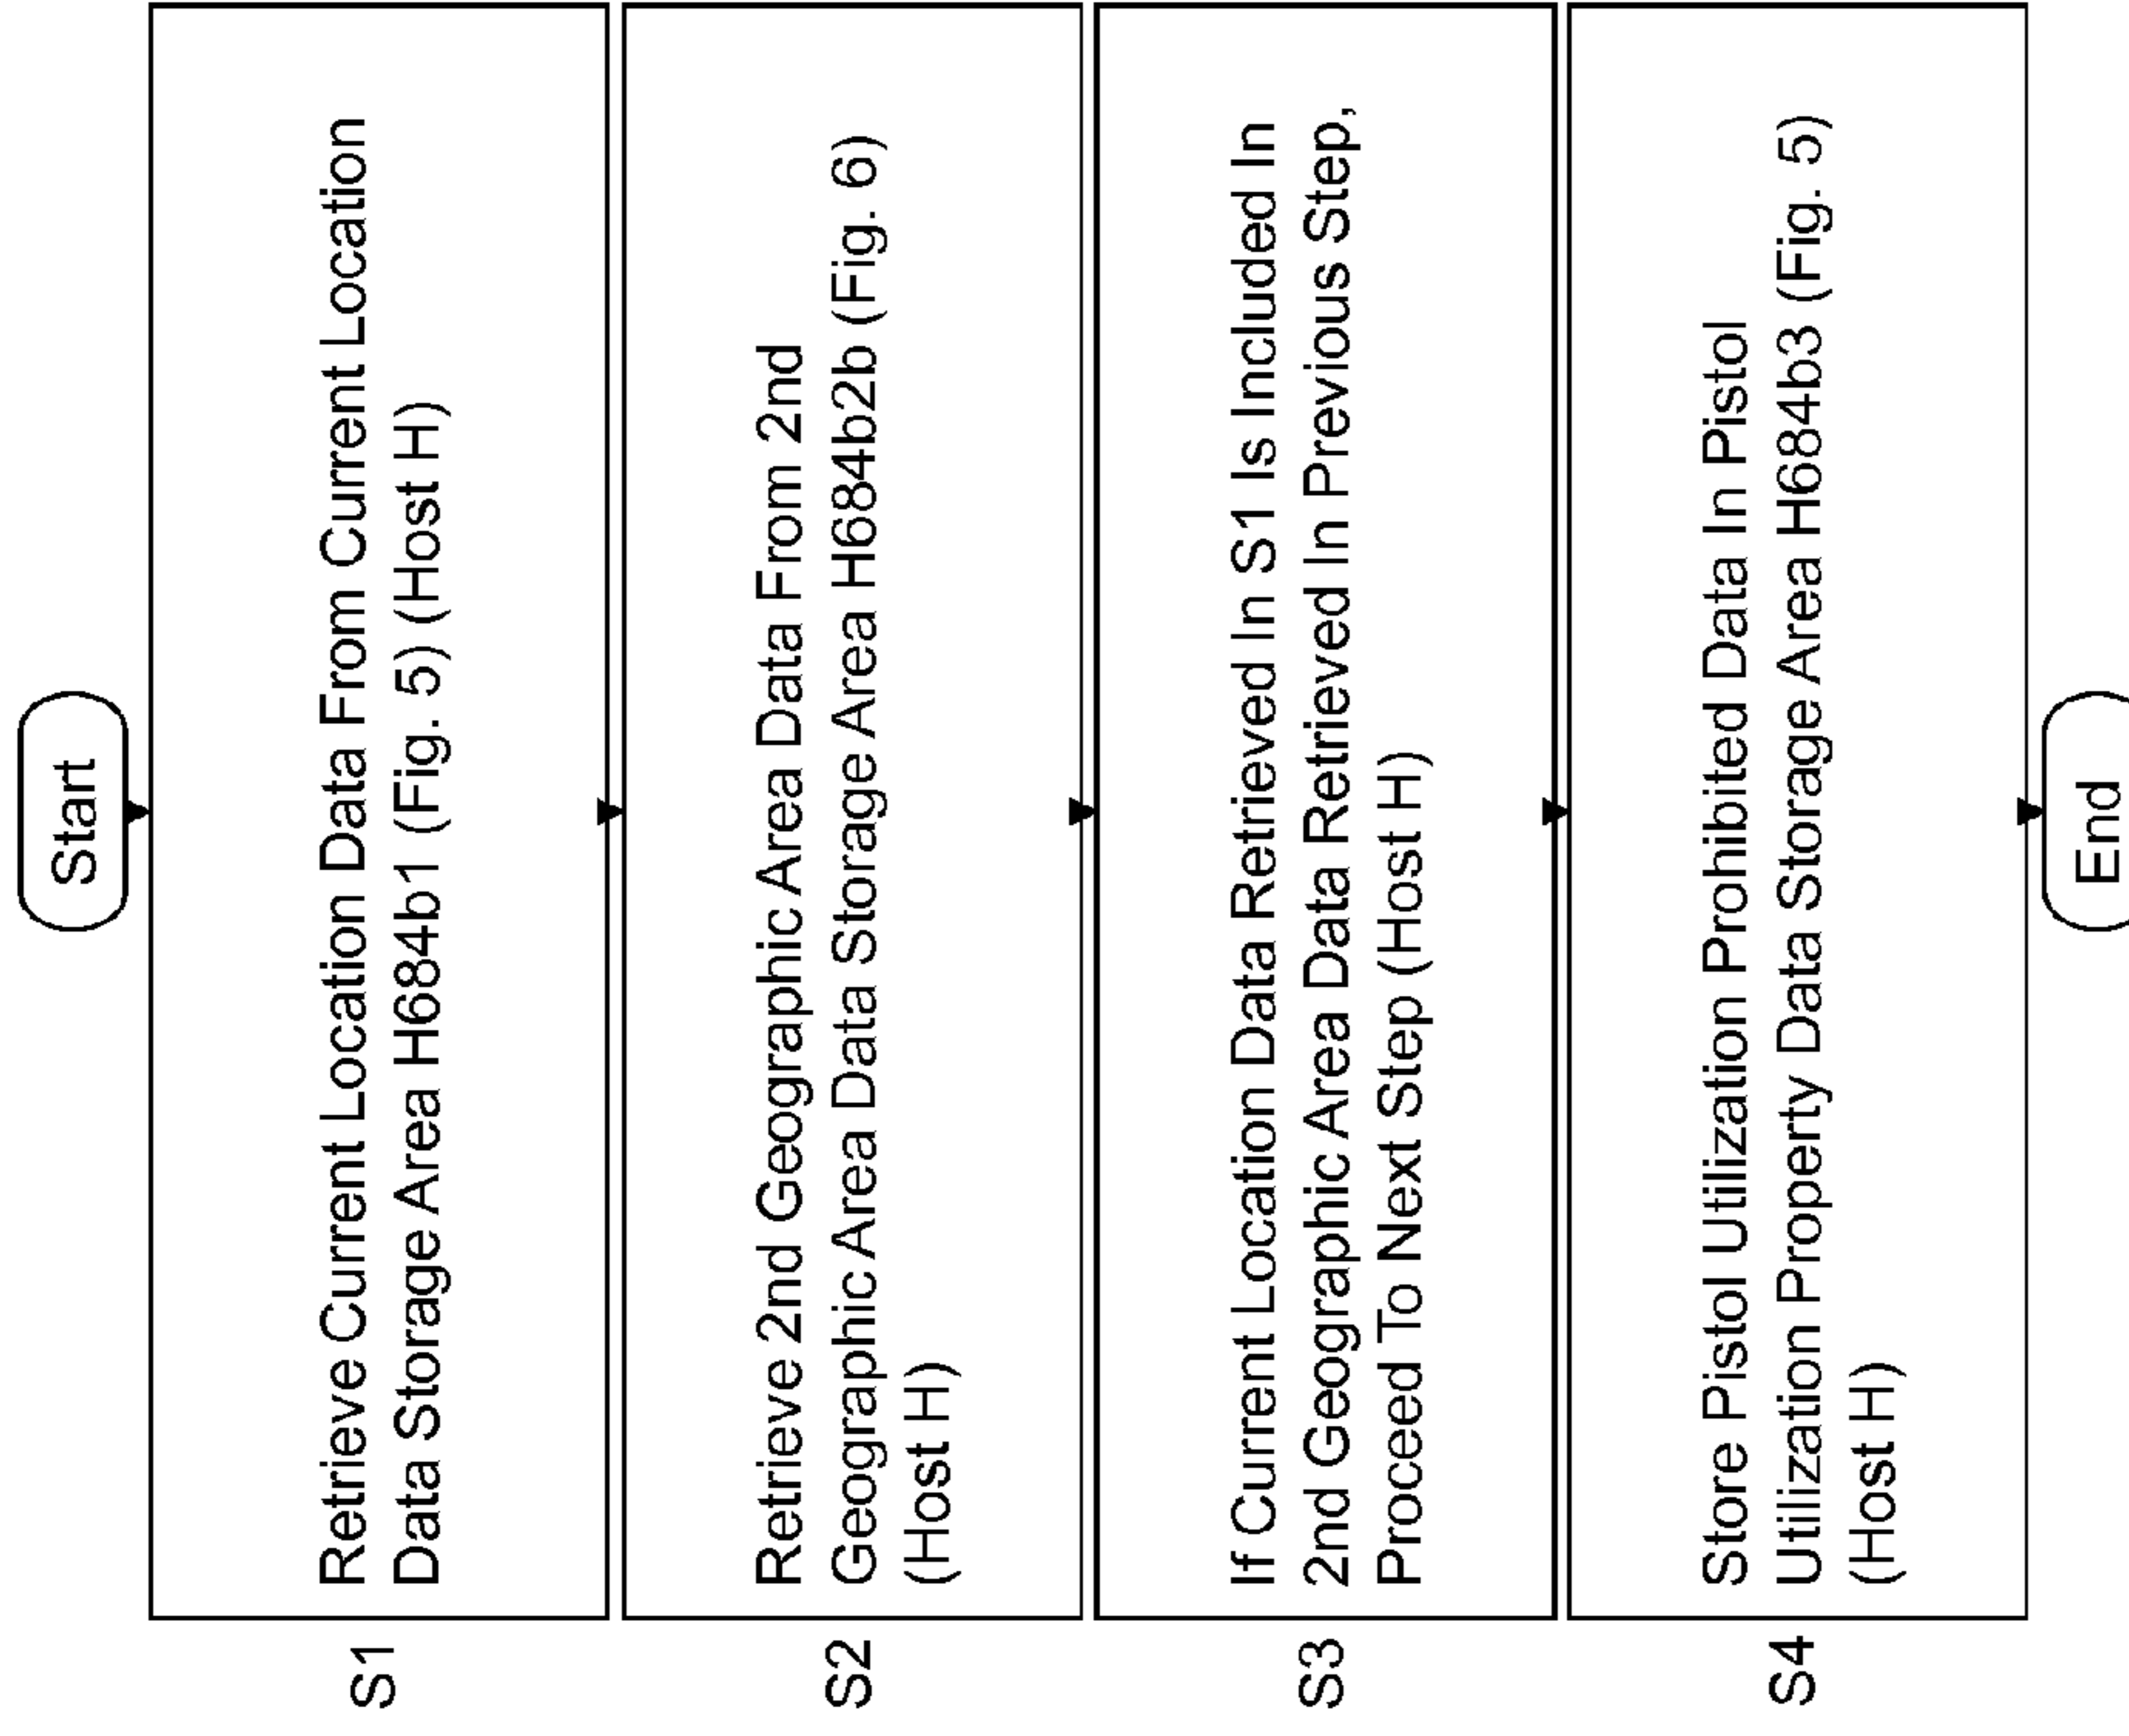 Start
S1
Retrieve Current Location Data From Current Location
Data Storage Area H684b1 (Fig. 5) (Host H)
S2
Retrieve 2nd Geographic Area Data From 2nd
Geographic Area Data Storage Area H684b2b (Fig. 6)
(Host H)
S3
If Current Location Data Retrieved In S1 Is Included In
2nd Geographic Area Data Retrieved In Previous Step,
Proceed To Next Step (Host H)
S4
Store Pistol Utilization Prohibited Data In Pistol
Utilization Property Data Storage Area H684b3 (Fig. 5)
(Host H)
End